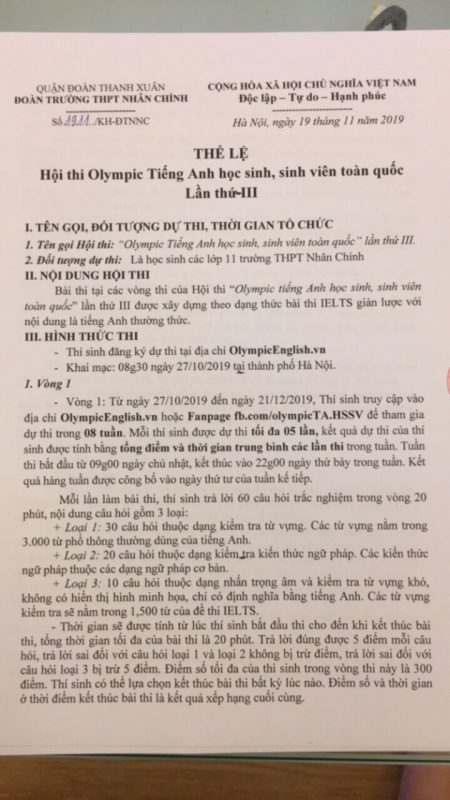 QUẬN ĐOÀN THANH XUÂN
ĐOÀN TRƯỜNG THPT NHÂN CHÍNH
Số 1911/KH-ĐTNNC
CỘNG HÒA XÃ HỘI CHỦ NGHĨA VIỆT NAM
Độc lập – Tự do – Hạnh phúc
Hà Nội, ngày 19 tháng 11 năm 2019
THỂ LỆ
Hội thi Olympic Tiếng Anh học sinh, sinh viên toàn quốc
Lần thứ III
I. TÊN GỌI, ĐỐI TƯỢNG DỰ THI, THỜI GIAN TỔ CHỨC
1. Tên gọi Hội thi: "Olympic Tiếng Anh học sinh, sinh viên toàn quốc" lần thứ III.
2. Đối tượng dự thi: Là học sinh các lớp 11 trường THPT Nhân Chính
II. NỘI DUNG HỘI THI
Bài thi tại các vòng thi của Hội thi "Olympic tiếng Anh học sinh, sinh viên
toàn quốc" lần thứ III được xây dựng theo dạng thức bài thi IELTS giản lược với
nội dung là tiếng Anh thường thức.
III. HÌNH THỨC THI
- Thí sinh đăng ký dự thi tại địa chỉ OlympicEnglish.vn
- Khai mạc: 08g30 ngày 27/10/2019 tại thành phố Hà Nội.
1. Vòng 1
- Vòng 1: Từ ngày 27/10/2019 đến ngày 21/12/2019, Thí sinh truy cập vào
địa chỉ OlympicEnglish.vn hoặc Fanpage fb.com/olympicTA.HSSV để tham gia
dự thi trong 08 tuần. Mỗi thí sinh được dự thi tối đa 05 lần, kết quả dự thi của thí
sinh được tính bằng tổng điểm và thời gian trung bình các lần thi trong tuần. Tuần
thi bắt đầu từ 09g00 ngày chủ nhật, kết thúc vào 22g00 ngày thứ bảy trong tuần. Kết
quả hàng tuần được công bố vào ngày thứ tư của tuần kế tiếp.
Mỗi lần làm bài thi, thí sinh trả lời 60 câu hỏi trắc nghiệm trong vòng 20
phút, nội dung câu hỏi gồm 3 loại:
+ Loại 1: 30 câu hỏi thuộc dạng kiểm tra từ vựng. Các từ vựng nằm trong
3.000 từ phổ thông thường dùng của tiếng Anh.
+ Loại 2: 20 câu hỏi thuộc dạng kiểm tra kiến thức ngữ pháp. Các kiến thức
ngữ pháp thuộc các dạng ngữ pháp cơ bản.
+ Loại 3: 10 câu hỏi thuộc dạng nhấn trọng âm và kiểm tra từ vựng khó,
không có hiển thị hình minh họa, chỉ có định nghĩa bằng tiếng Anh. Các từ vựng
kiểm tra sẽ nằm trong 1,500 từ của đề thi IELTS.
- Thời gian sẽ được tính từ lúc thí sinh bắt đầu thi cho đến khi kết thúc bài
thi, tổng thời gian tối đa của bài thi là 20 phút. Trả lời đúng được 5 điểm mỗi câu
hỏi, trả lời sai đối với câu hỏi loại 1 và loại 2 không bị trừ điểm, trả lời sai đối với
câu hỏi loại 3 bị trừ 5 điểm. Điểm số tối đa của thí sinh trong vòng thi này là 300
điểm. Thí sinh có thể lựa chọn kết thúc bài thi bất kỳ lúc nào. Điểm số và thời gian
ở thời điểm kết thúc bài thi là kết quả xếp hạng cuối cùng.